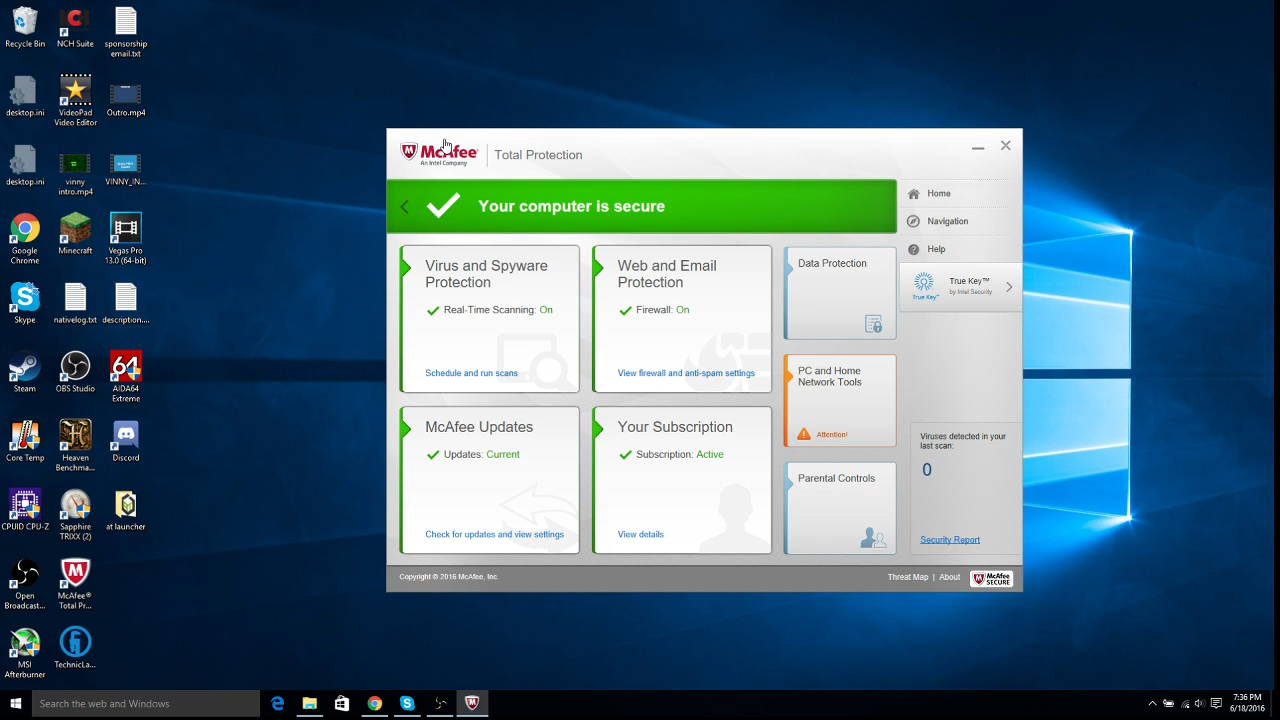 Recycle Bin
NCH Suite
sponsorship
email.txt
desktop.ini
VideoPad
Video Editor
Outro.mp4
desktop.ini
vinny
intro.mp4
VINNY_IN...
Google
Chrome
Minecraft
Vegas Pro
13.0 (64-bit)
Skype
nativelog.txt
description....
Steam
OBS Studio
64
AIDA64
Extreme
Core Temp
Heaven
Benchma...
Discord
CPUID CPU-Z
Sapphire
TRIXX (2)
at launcher
Open
Broadcast...
McAfee®
Total Pr...
MSI
Afterburner
TechnicLa...
McAfee
An Intel Company
Total Protection
Your computer is secure
Home
Navigation
Help
True Key™
True Key™
by Intel Security
Virus and Spyware
Protection
Real-Time Scanning: On
Schedule and run scans
Web and Email
Protection
Firewall: On
View firewall and anti-spam settings
Data Protection
PC and Home
Network Tools
Attention!
McAfee Updates
Updates: Current
Check for updates and view settings
Your Subscription
Subscription: Active
View details
Parental Controls
Viruses detected in your
last scan:
0
Security Report
Copyright © 2016 McAfee, Inc.
Threat Map | About
McAfee
SECURE
Search the web and Windows
7:36 PM
6/18/2016